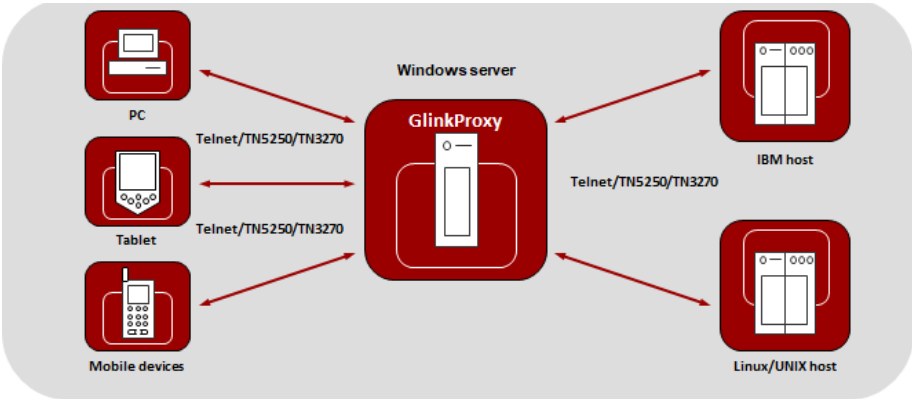 Windows server
GlinkProxy
PC
Telnet/TN5250/TN3270
Tablet
Telnet/TN5250/TN3270
Mobile devices
IBM host
Telnet/TN5250/TN3270
Linux/UNIX host